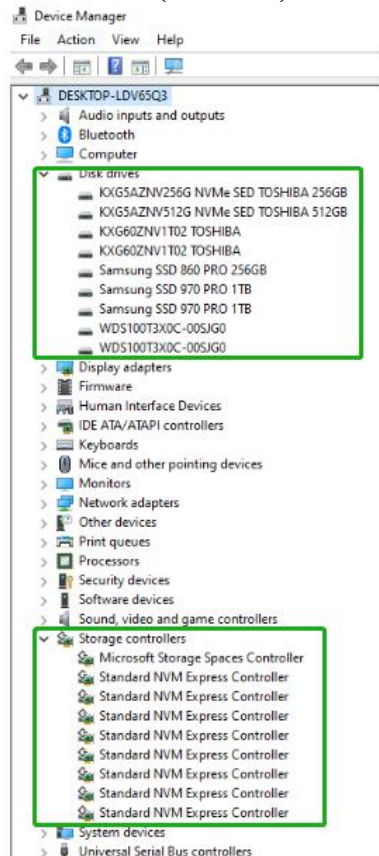 Device Manager
File Action View Help
DESKTOP-LDV65Q3
Audio inputs and outputs
Bluetooth
Computer
Disk drives
KXG5AZNV256G NVMe SED TOSHIBA 256GB
KXG5AZNV512G NVMe SED TOSHIBA 512GB
KXG60ZNV1T02 TOSHIBA
KXG60ZNV1T02 TOSHIBA
Samsung SSD 860 PRO 256GB
Samsung SSD 970 PRO 1TB
Samsung SSD 970 PRO 1TB
WDS100T3X0C-00SJG0
WDS100T3X0C-00SJG0
Display adapters
Firmware
Human Interface Devices
IDE ATA/ATAPI controllers
Keyboards
Mice and other pointing devices
Monitors
Network adapters
Other devices
Print queues
Processors
Security devices
Software devices
Sound, video and game controllers
Storage controllers
Microsoft Storage Spaces Controller
Standard NVM Express Controller
Standard NVM Express Controller
Standard NVM Express Controller
Standard NVM Express Controller
Standard NVM Express Controller
Standard NVM Express Controller
Standard NVM Express Controller
Standard NVM Express Controller
System devices
Universal Serial Bus controllers